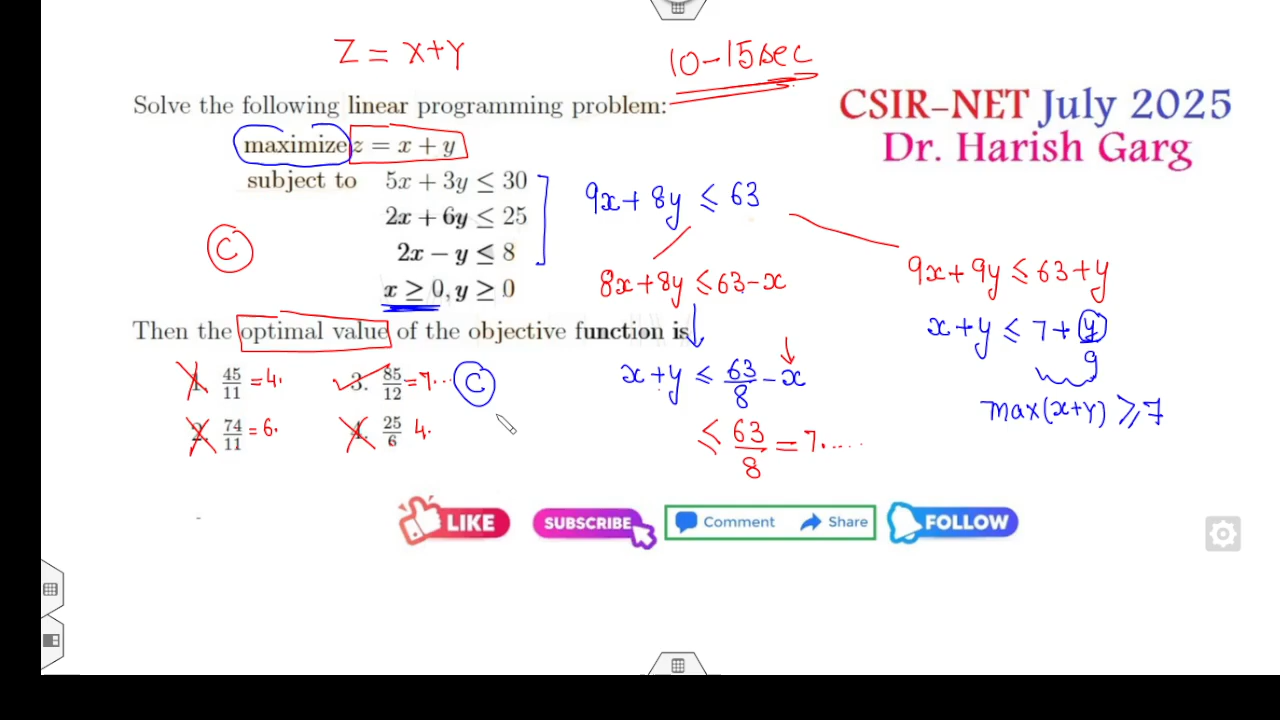 Z = X+Y
10-15sec
Solve the following linear programming problem:
CSIR-NET July 2025
Dr. Harish Garg
maximize z = x + y
subject to 5x + 3y ≤ 30
2x + 6y ≤ 25
2x − y ≤ 8
x ≥ 0, y ≥ 0
C
9x + 8y ≤ 63
8x+8y ≤ 63-x
x+y ≤ 63/8 - x
≤ 63/8 = 7.....
9x+9y ≤ 63+y
x+y ≤ 7 + y/9
max(x+y) ≥ 7
Then the optimal value of the objective function is
1. 45/11 = 4.
3. 85/12 = 7... C
2. 74/11 = 6.
4. 25/6 4.
LIKE
SUBSCRIBE
Comment
Share
FOLLOW